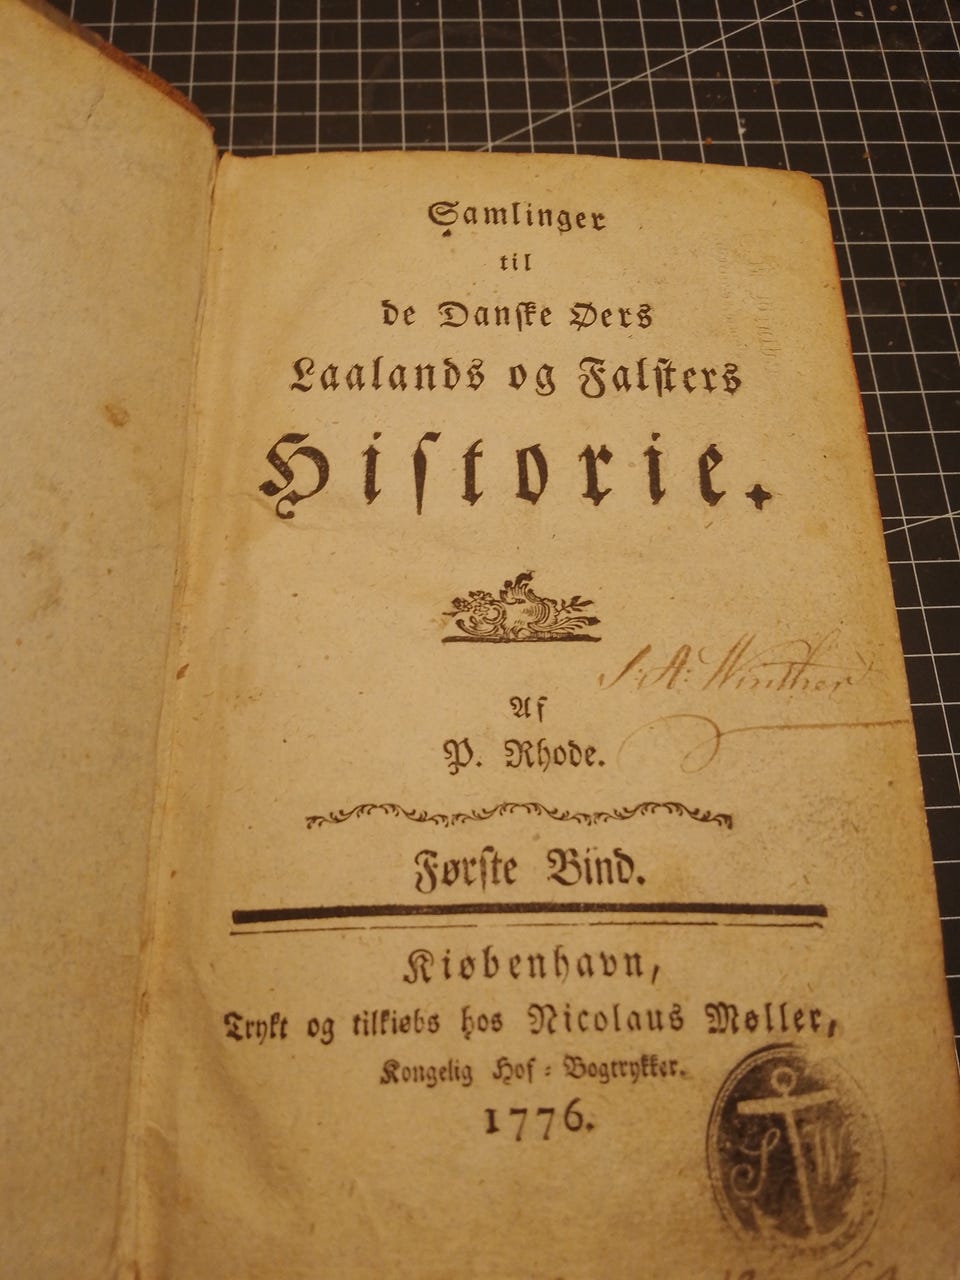 Samlinger
til
de Danske Øers
Laalands og Falsters
Historie.
Af
P. Rhode.
S. A: Winther
Første Bind.
Kiøbenhavn,
Trykt og tilkiøbs hos Nicolaus Møller,
Kongelig Hof-Bogtrykker.
1776.
S W